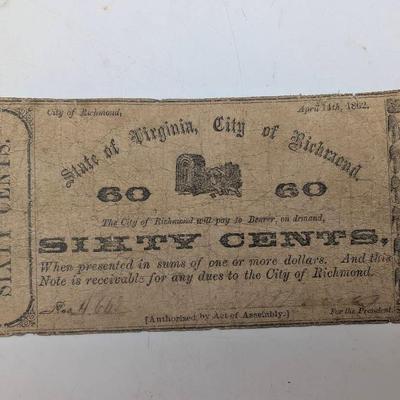 City of Richmond, April 14th, 1862.
State of Virginia, City of Richmond.
60 60
The City of Richmond will pay to Bearer, on demand,
SIXTY CENTS,
When presented in sums of one or more dollars. And this
Note is receivable for any dues to the City of Richmond.
No.
For the President.
[Authorized by Act of Assembly.]
SIXTY CENTS.